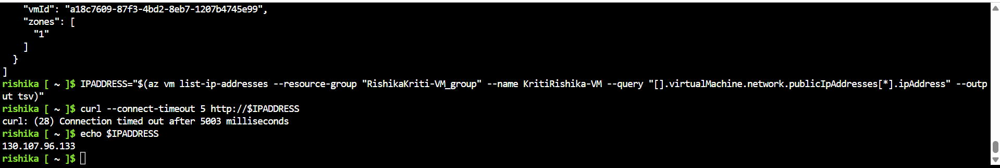 "vmId": "a18c7609-87f3-4bd2-8eb7-1207b4745e99",
"zones": [
"1"
]
}
]
rishika [ ~ ]$ IPADDRESS="$(az vm list-ip-addresses --resource-group "RishikaKriti-VM_group" --name KritiRishika-VM --query "[].virtualMachine.network.publicIpAddresses[*].ipAddress" --outp
ut tsv)"
rishika [ ~ ]$ curl --connect-timeout 5 http://$IPADDRESS
curl: (28) Connection timed out after 5003 milliseconds
rishika [ ~ ]$ echo $IPADDRESS
130.107.96.133
rishika [ ~ ]$